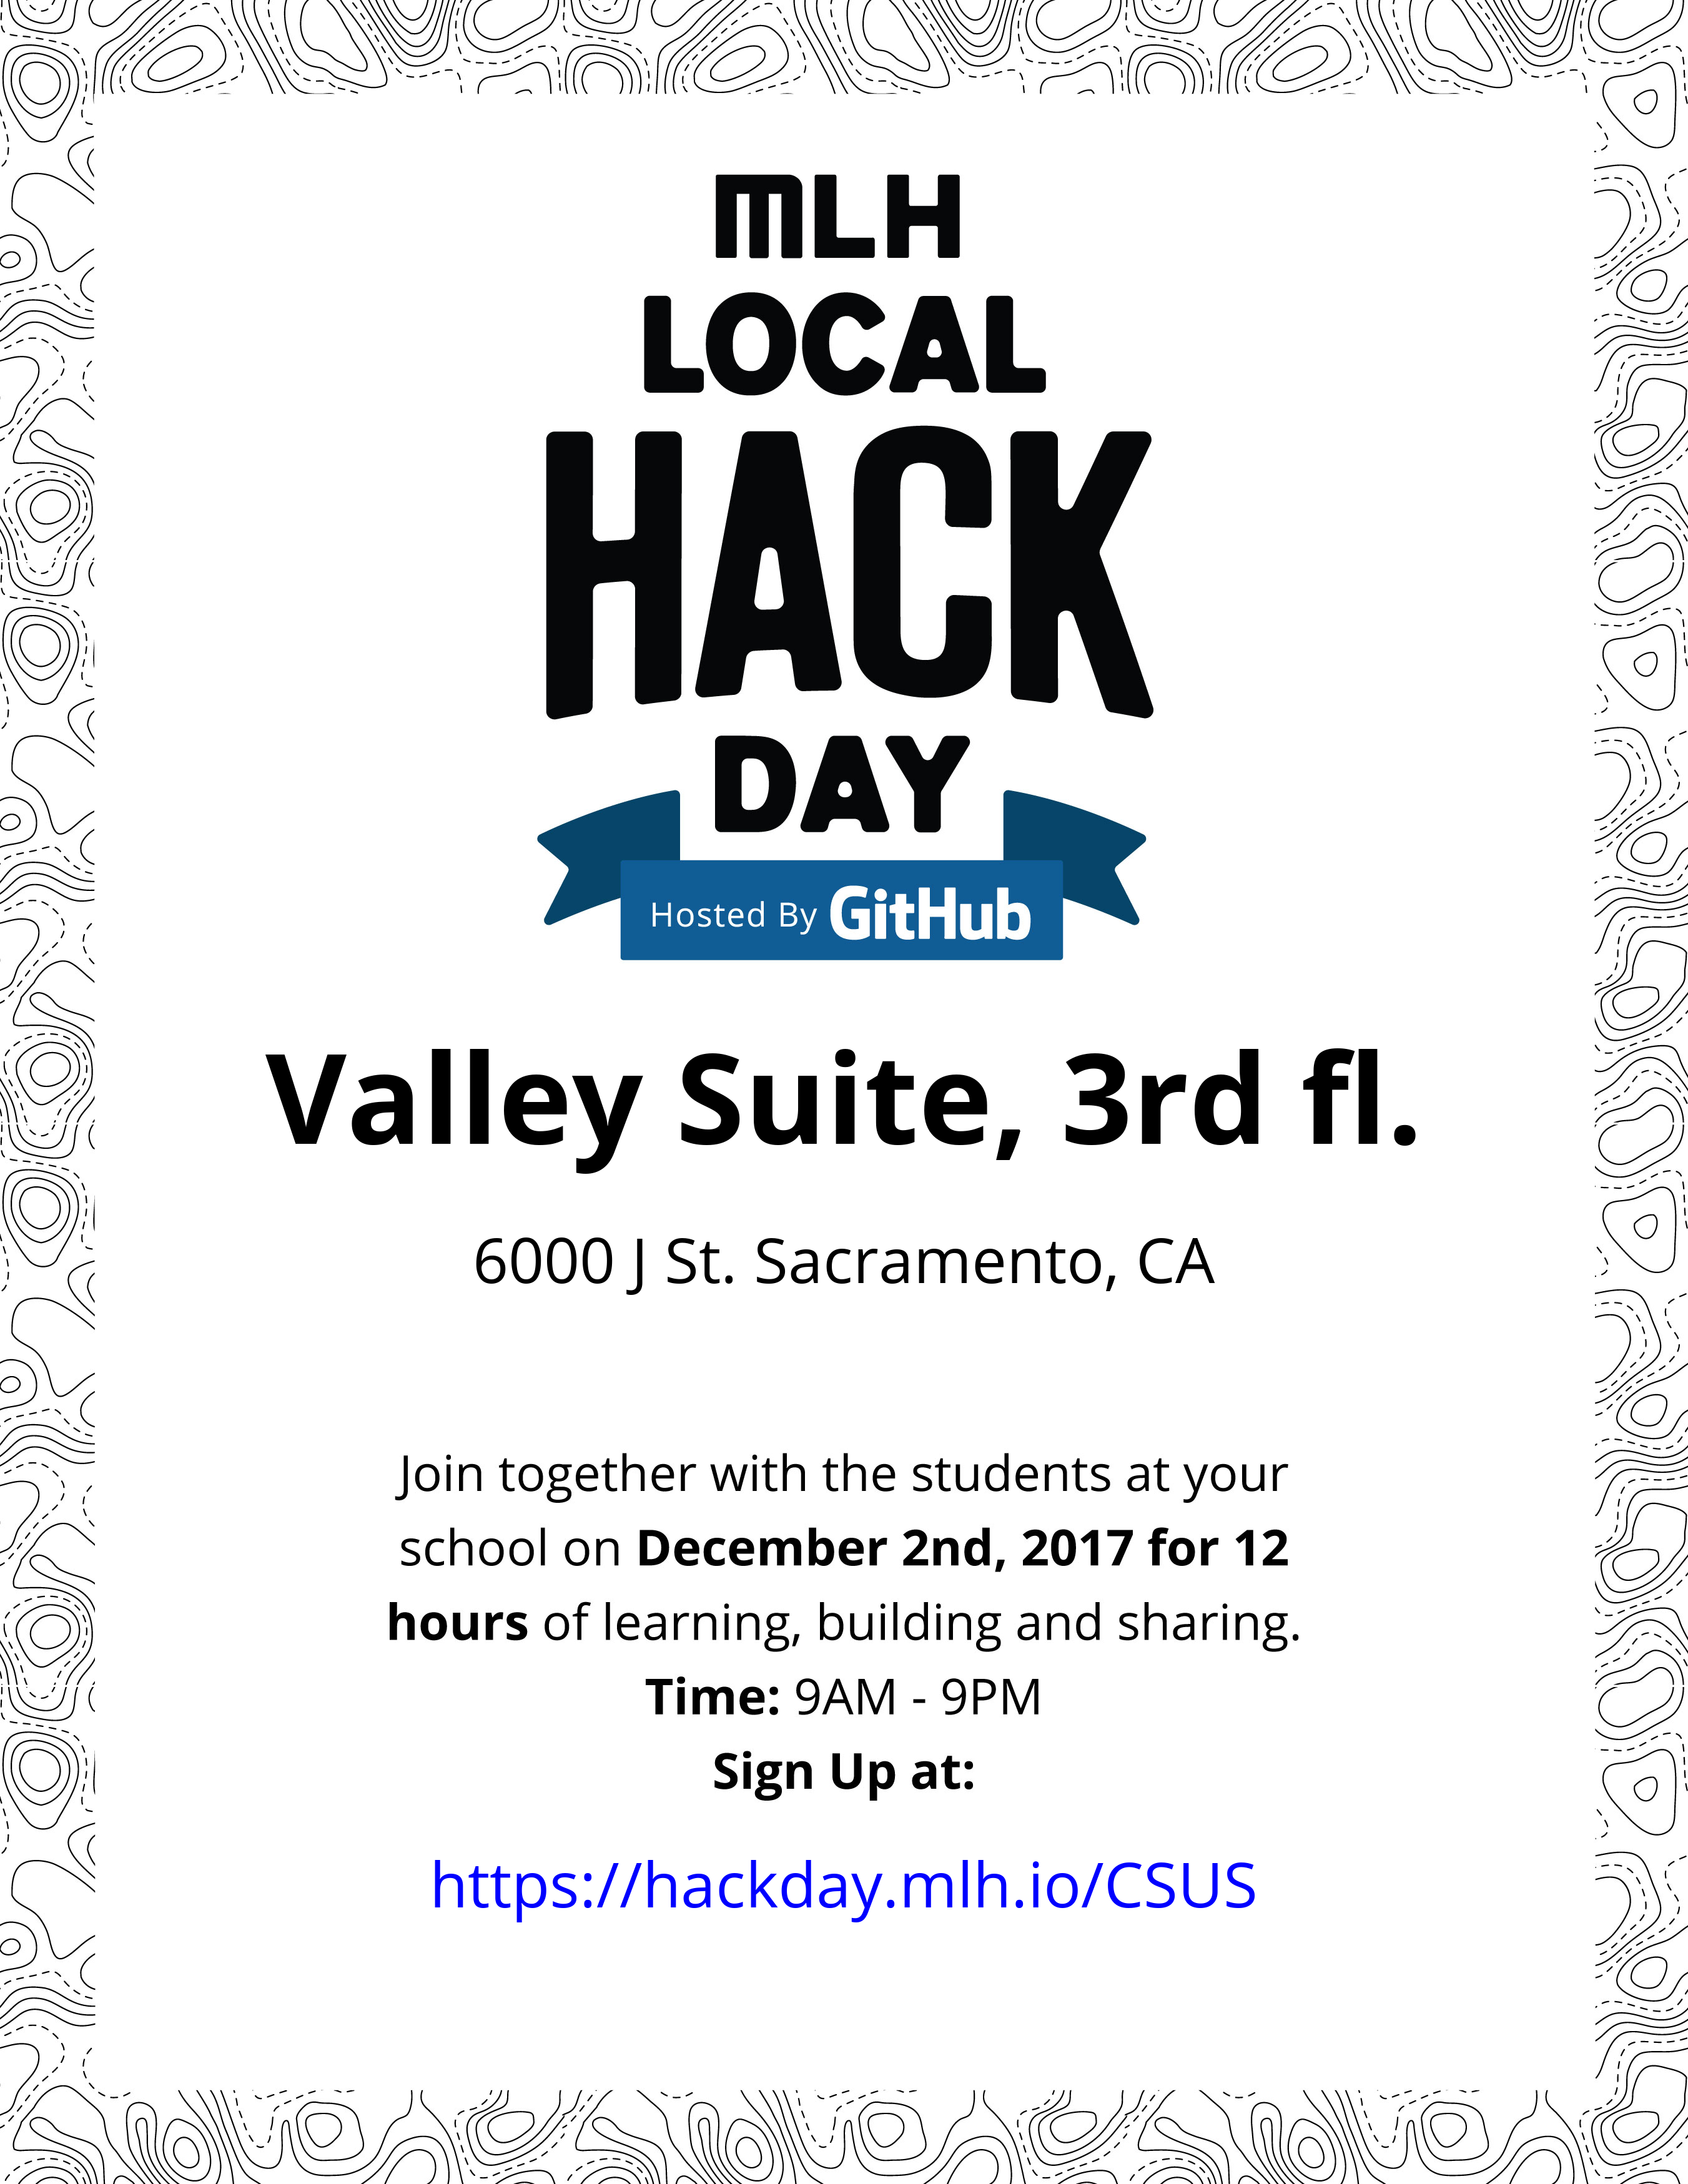 MLH
LOCAL
HACK
DAY
Hosted By GitHub
Valley Suite, 3rd fl.
6000 J St. Sacramento, CA
Join together with the students at your
school on December 2nd, 2017 for 12
hours of learning, building and sharing.
Time: 9AM - 9PM
Sign Up at:
https://hackday.mlh.io/CSUS